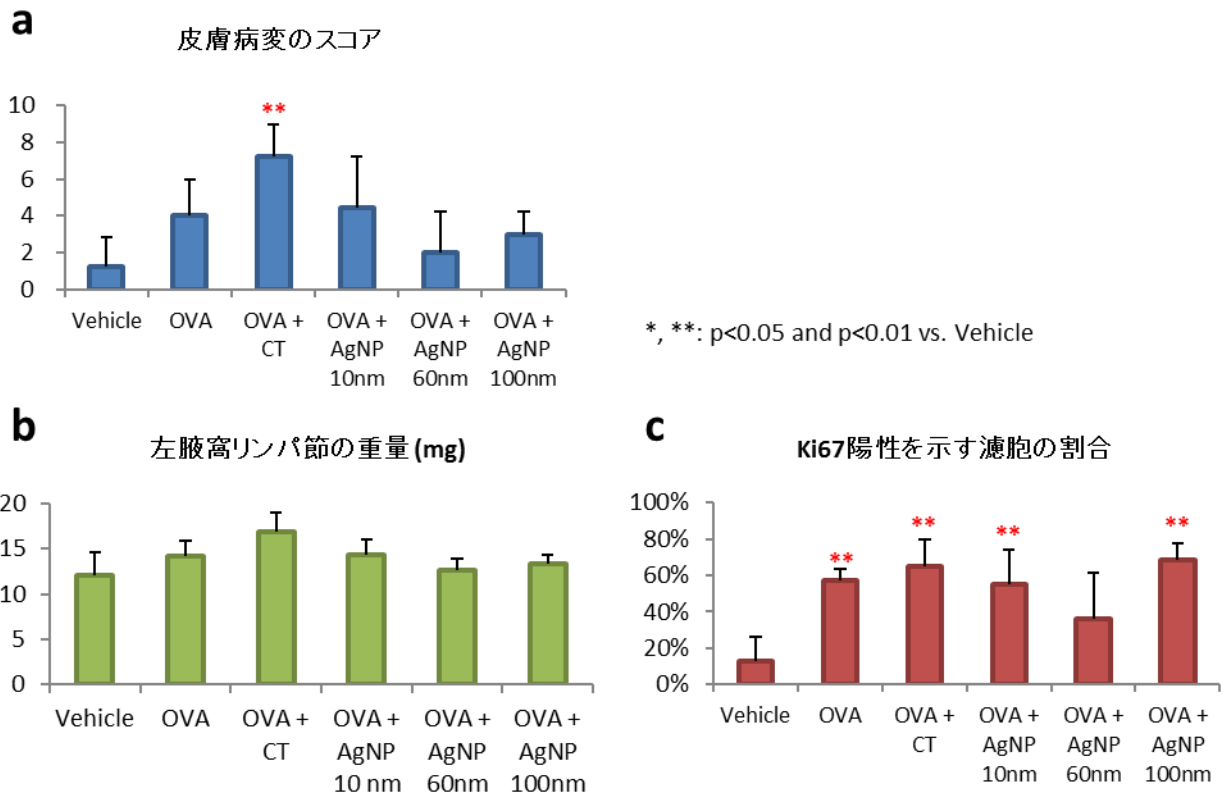 a
皮膚病変のスコア
10
**
8
6
4
2
0
Vehicle OVA OVA + OVA + OVA + OVA +
CT AgNP AgNP AgNP
10nm 60nm 100nm
*, **: p<0.05 and p<0.01 vs. Vehicle
b
左腋窩リンパ節の重量 (mg)
20
15
10
5
0
Vehicle OVA OVA + OVA + OVA + OVA +
CT AgNP AgNP AgNP
10 nm 60nm 100nm
c
Ki67陽性を示す濾胞の割合
100%
** ** ** **
80%
60%
40%
20%
0%
Vehicle OVA OVA + OVA + OVA + OVA +
CT AgNP AgNP AgNP
10nm 60nm 100nm